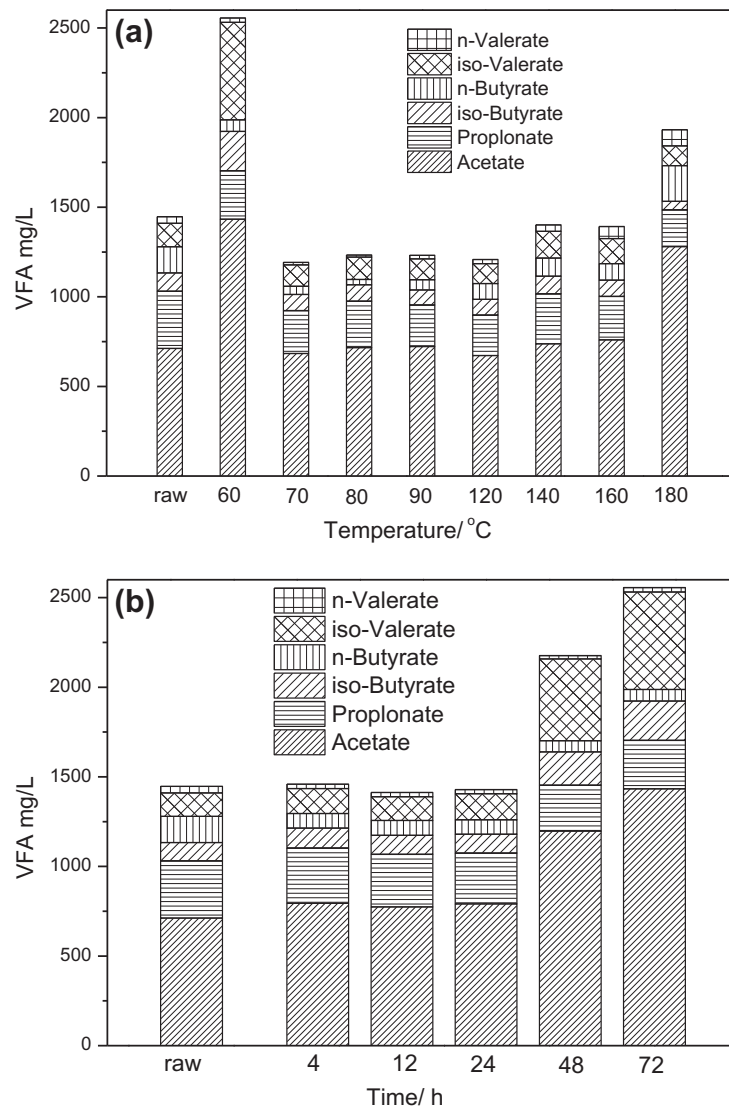 (a)
n-Valerate
iso-Valerate
n-Butyrate
iso-Butyrate
Proplonate
Acetate
VFA mg/L
2500
2000
1500
1000
500
0
raw 60 70 80 90 120 140 160 180
Temperature/ °C
(b)
n-Valerate
iso-Valerate
n-Butyrate
iso-Butyrate
Proplonate
Acetate
VFA mg/L
2500
2000
1500
1000
500
0
raw 4 12 24 48 72
Time/ h